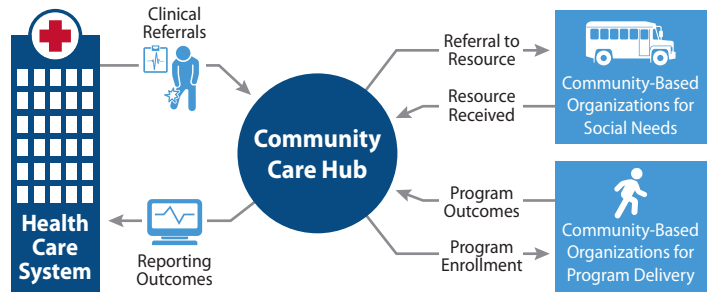 Clinical
Referrals
Health
Care
System
Reporting
Outcomes
Community
Care Hub
Referral to
Resource
Resource
Received
Program
Outcomes
Program
Enrollment
Community-Based
Organizations for
Social Needs
Community-Based
Organizations for
Program Delivery